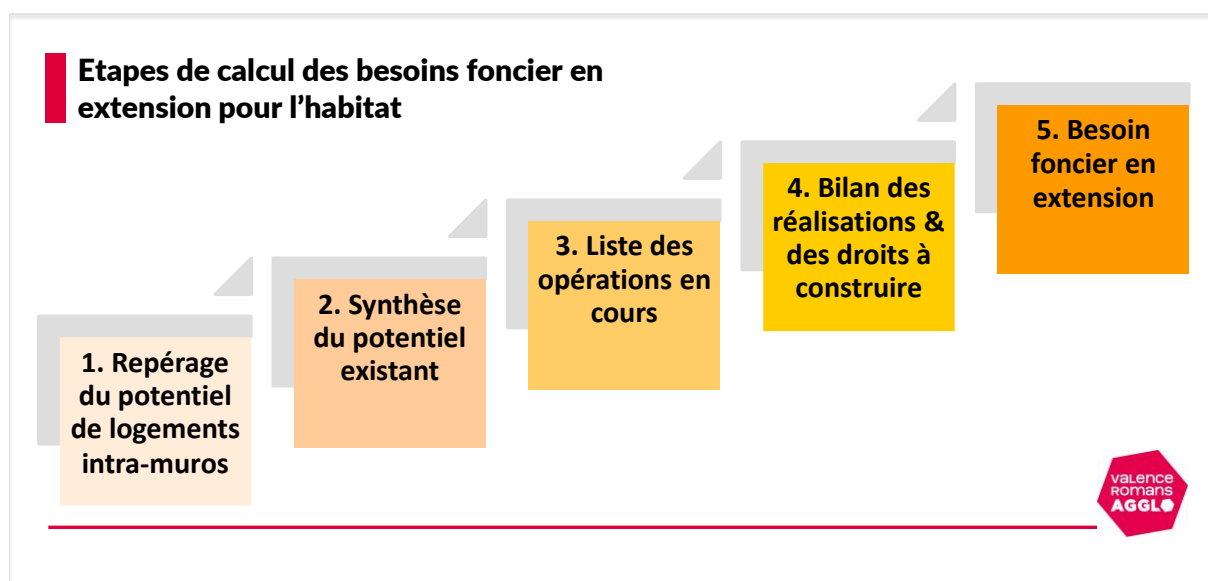 Etapes de calcul des besoins foncier en
extension pour l’habitat
1. Repérage
du potentiel
de logements
intra-muros
2. Synthèse
du potentiel
existant
3. Liste des
opérations en
cours
4. Bilan des
réalisations &
des droits à
construire
5. Besoin
foncier en
extension
valence
Romans
AGGLO